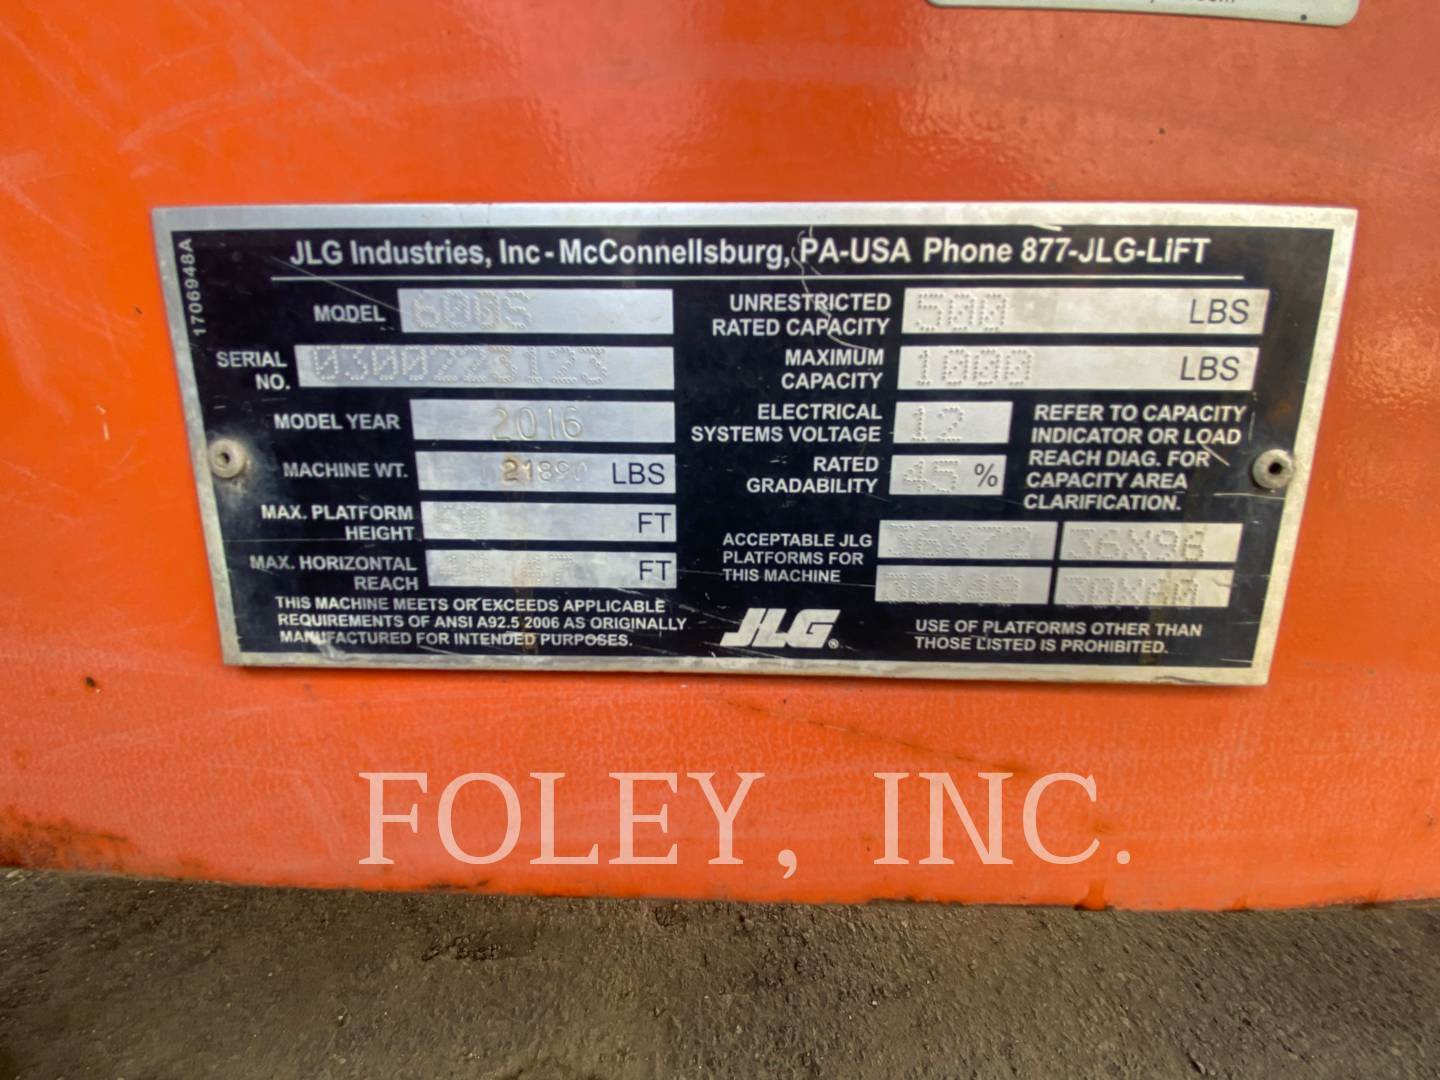 JLG Industries, Inc - McConnellsburg, PA-USA Phone 877-JLG-LiFT
1706948A
MODEL 600S
SERIAL NO. 0300223123
MODEL YEAR 2016
MACHINE WT. 21890 LBS
MAX. PLATFORM HEIGHT FT
MAX. HORIZONTAL REACH FT
THIS MACHINE MEETS OR EXCEEDS APPLICABLE
REQUIREMENTS OF ANSI A92.5 2006 AS ORIGINALLY
MANUFACTURED FOR INTENDED PURPOSES.
UNRESTRICTED RATED CAPACITY 500 LBS
MAXIMUM CAPACITY 1000 LBS
ELECTRICAL SYSTEMS VOLTAGE 12
RATED GRADABILITY 45 %
REFER TO CAPACITY
INDICATOR OR LOAD
REACH DIAG. FOR
CAPACITY AREA
CLARIFICATION.
ACCEPTABLE JLG
PLATFORMS FOR
THIS MACHINE
36X72 36X96
30X48 30X60
JLG®
USE OF PLATFORMS OTHER THAN
THOSE LISTED IS PROHIBITED.
FOLEY, INC.